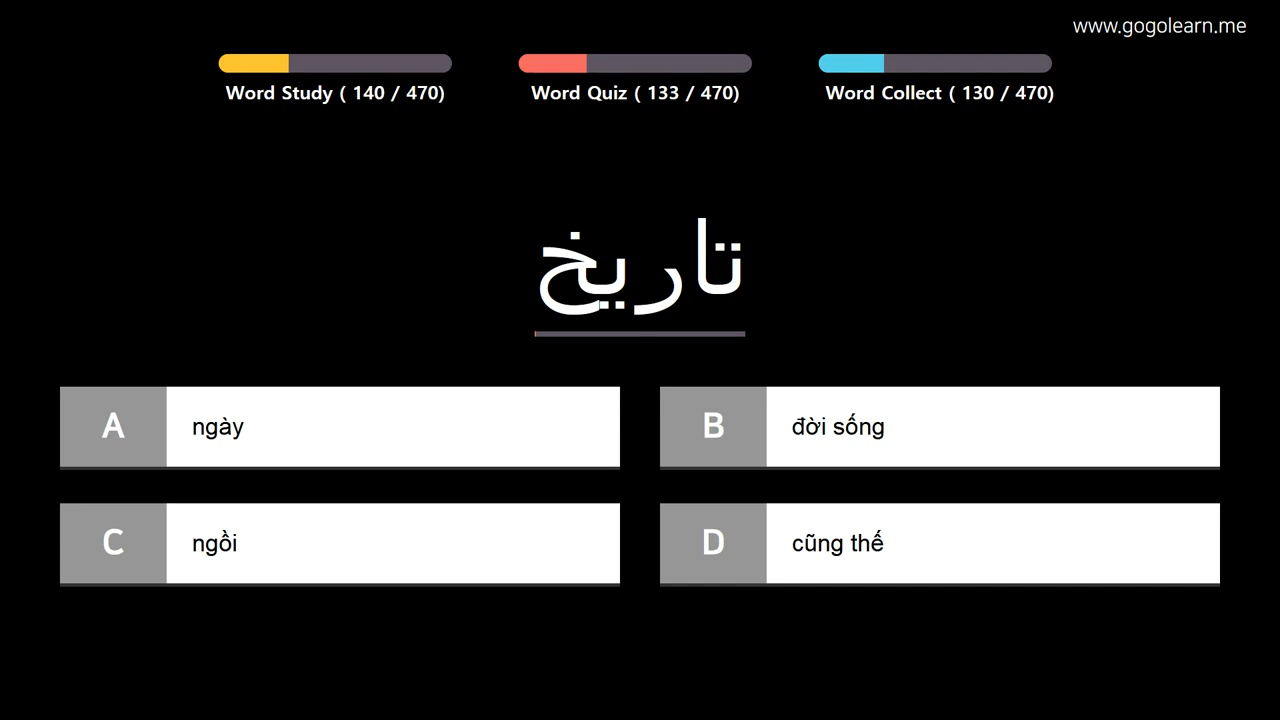 www.gogolearn.me
Word Study ( 140 / 470)
Word Quiz ( 133 / 470)
Word Collect ( 130 / 470)
تاریخ
A ngày
B đời sống
C ngồi
D cũng thế